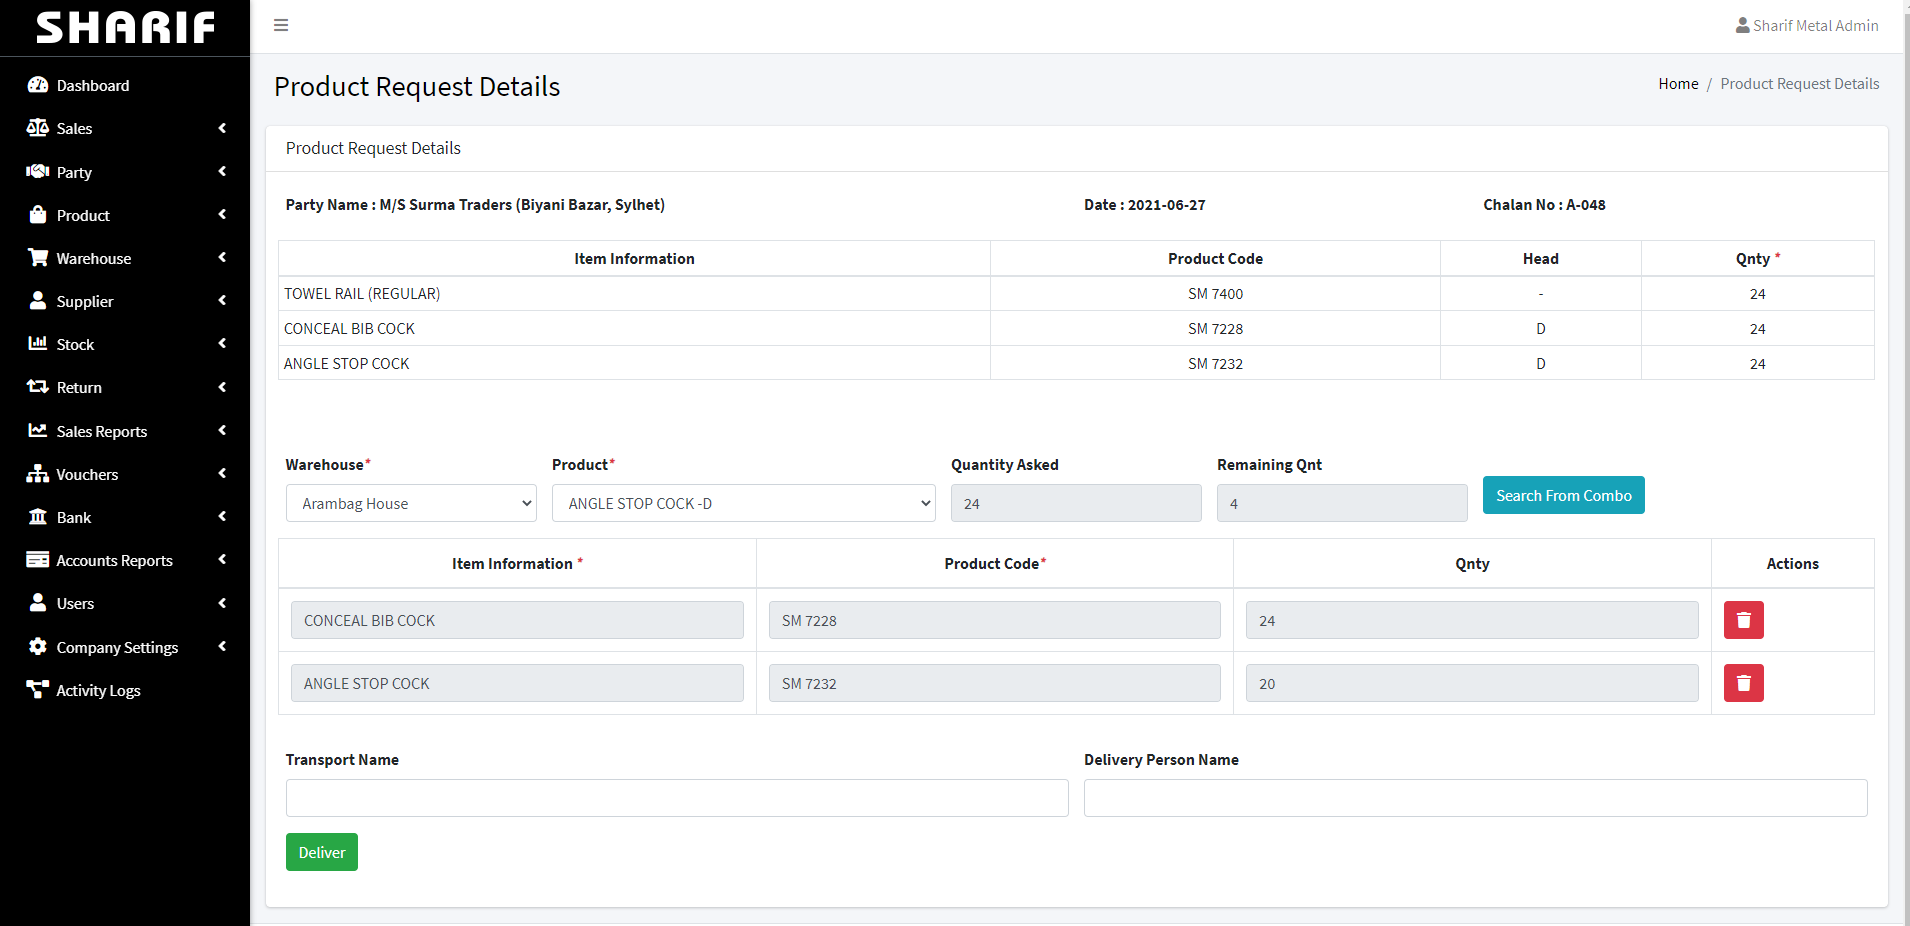 SHARIF
Sharif Metal Admin
Dashboard
Sales
Party
Product
Warehouse
Supplier
Stock
Return
Sales Reports
Vouchers
Bank
Accounts Reports
Users
Company Settings
Activity Logs
Product Request Details
Home / Product Request Details
Product Request Details
Party Name : M/S Surma Traders (Biyani Bazar, Sylhet) Date : 2021-06-27 Chalan No : A-048
Item Information Product Code Head Qnty *
TOWEL RAIL (REGULAR) SM 7400 - 24
CONCEAL BIB COCK SM 7228 D 24
ANGLE STOP COCK SM 7232 D 24
Warehouse* Product* Quantity Asked Remaining Qnt
Arambag House ANGLE STOP COCK -D 24 4 Search From Combo
Item Information * Product Code* Qnty Actions
CONCEAL BIB COCK SM 7228 24
ANGLE STOP COCK SM 7232 20
Transport Name Delivery Person Name
Deliver